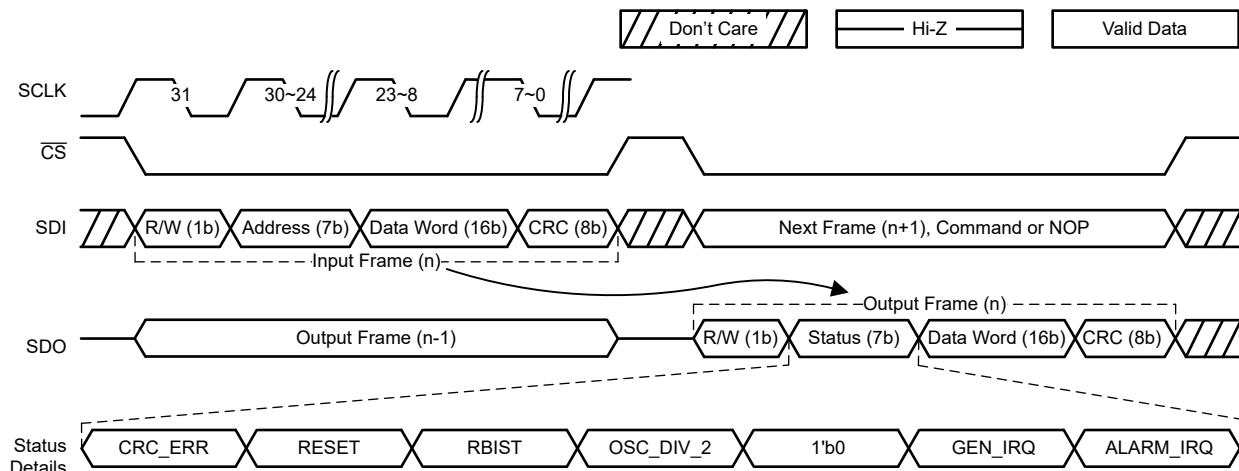 Don't Care
Hi-Z
Valid Data
SCLK
31
30~24
23~8
7~0
CS
SDI
R/W (1b)
Address (7b)
Data Word (16b)
CRC (8b)
Next Frame (n+1), Command or NOP
Input Frame (n)
Output Frame (n)
SDO
Output Frame (n-1)
R/W (1b)
Status (7b)
Data Word (16b)
CRC (8b)
Status
Details
CRC_ERR
RESET
RBIST
OSC_DIV_2
1'b0
GEN_IRQ
ALARM_IRQ